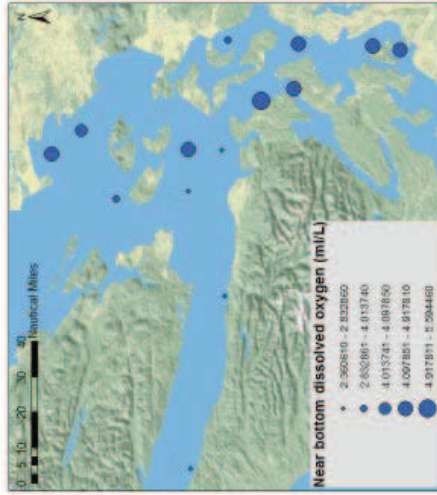 N
0 5 10 20 30 40
Nautical Miles
Near bottom dissolved oxygen (ml/L)
2.360610 - 2.832860
2.832861 - 4.013740
4.013741 - 4.097850
4.097851 - 4.917810
4.917811 - 5.594460